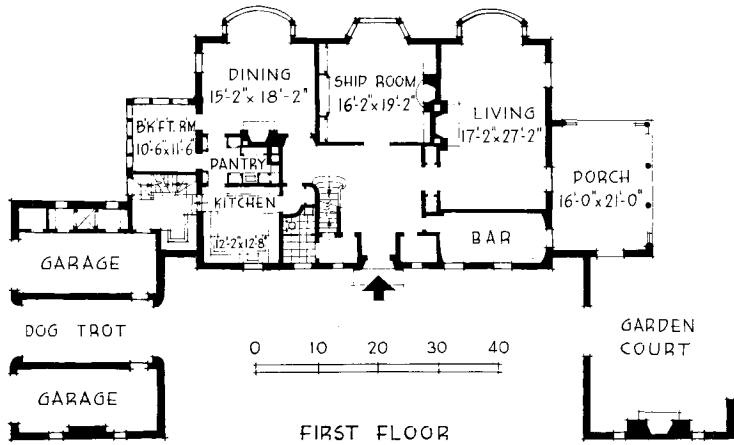 DINING
15'-2" x 18'-2"
SHIP ROOM
16'-2" x 19'-2"
LIVING
17'-2" x 27'-2"
BKFT. RM.
10'-6" x 11'-6"
PANTRY
KITCHEN
12'-2" x 12'-8"
PORCH
16'-0" x 21'-0"
BAR
GARAGE
DOG TROT
GARAGE
GARDEN
COURT
0 10 20 30 40
FIRST FLOOR